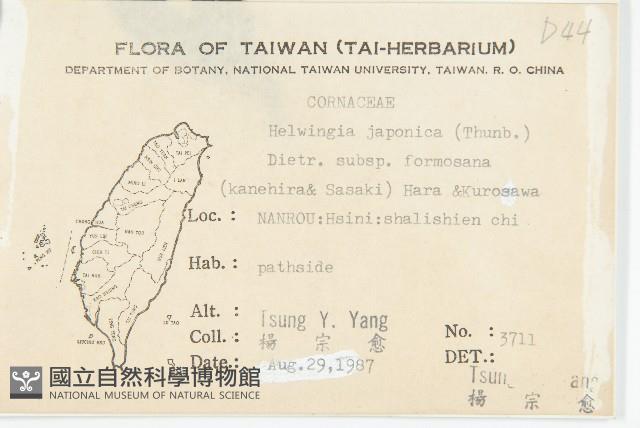 D44
FLORA OF TAIWAN (TAI-HERBARIUM)
DEPARTMENT OF BOTANY, NATIONAL TAIWAN UNIVERSITY, TAIWAN. R. O. CHINA
CORNACEAE
Helwingia japonica (Thunb.)
Dietr. subsp. formosana
(kanehira& Sasaki) Hara &Kurosawa
Loc. : NANROU:Hsini:shalishien chi
Hab. : pathside
Alt. :
Coll. : Tsung Y. Yang
楊 宗 愈
No. : 3711
Date: Aug.29,1987
DET.: Tsun
楊 宗 愈
國立自然科學博物館
NATIONAL MUSEUM OF NATURAL SCIENCE